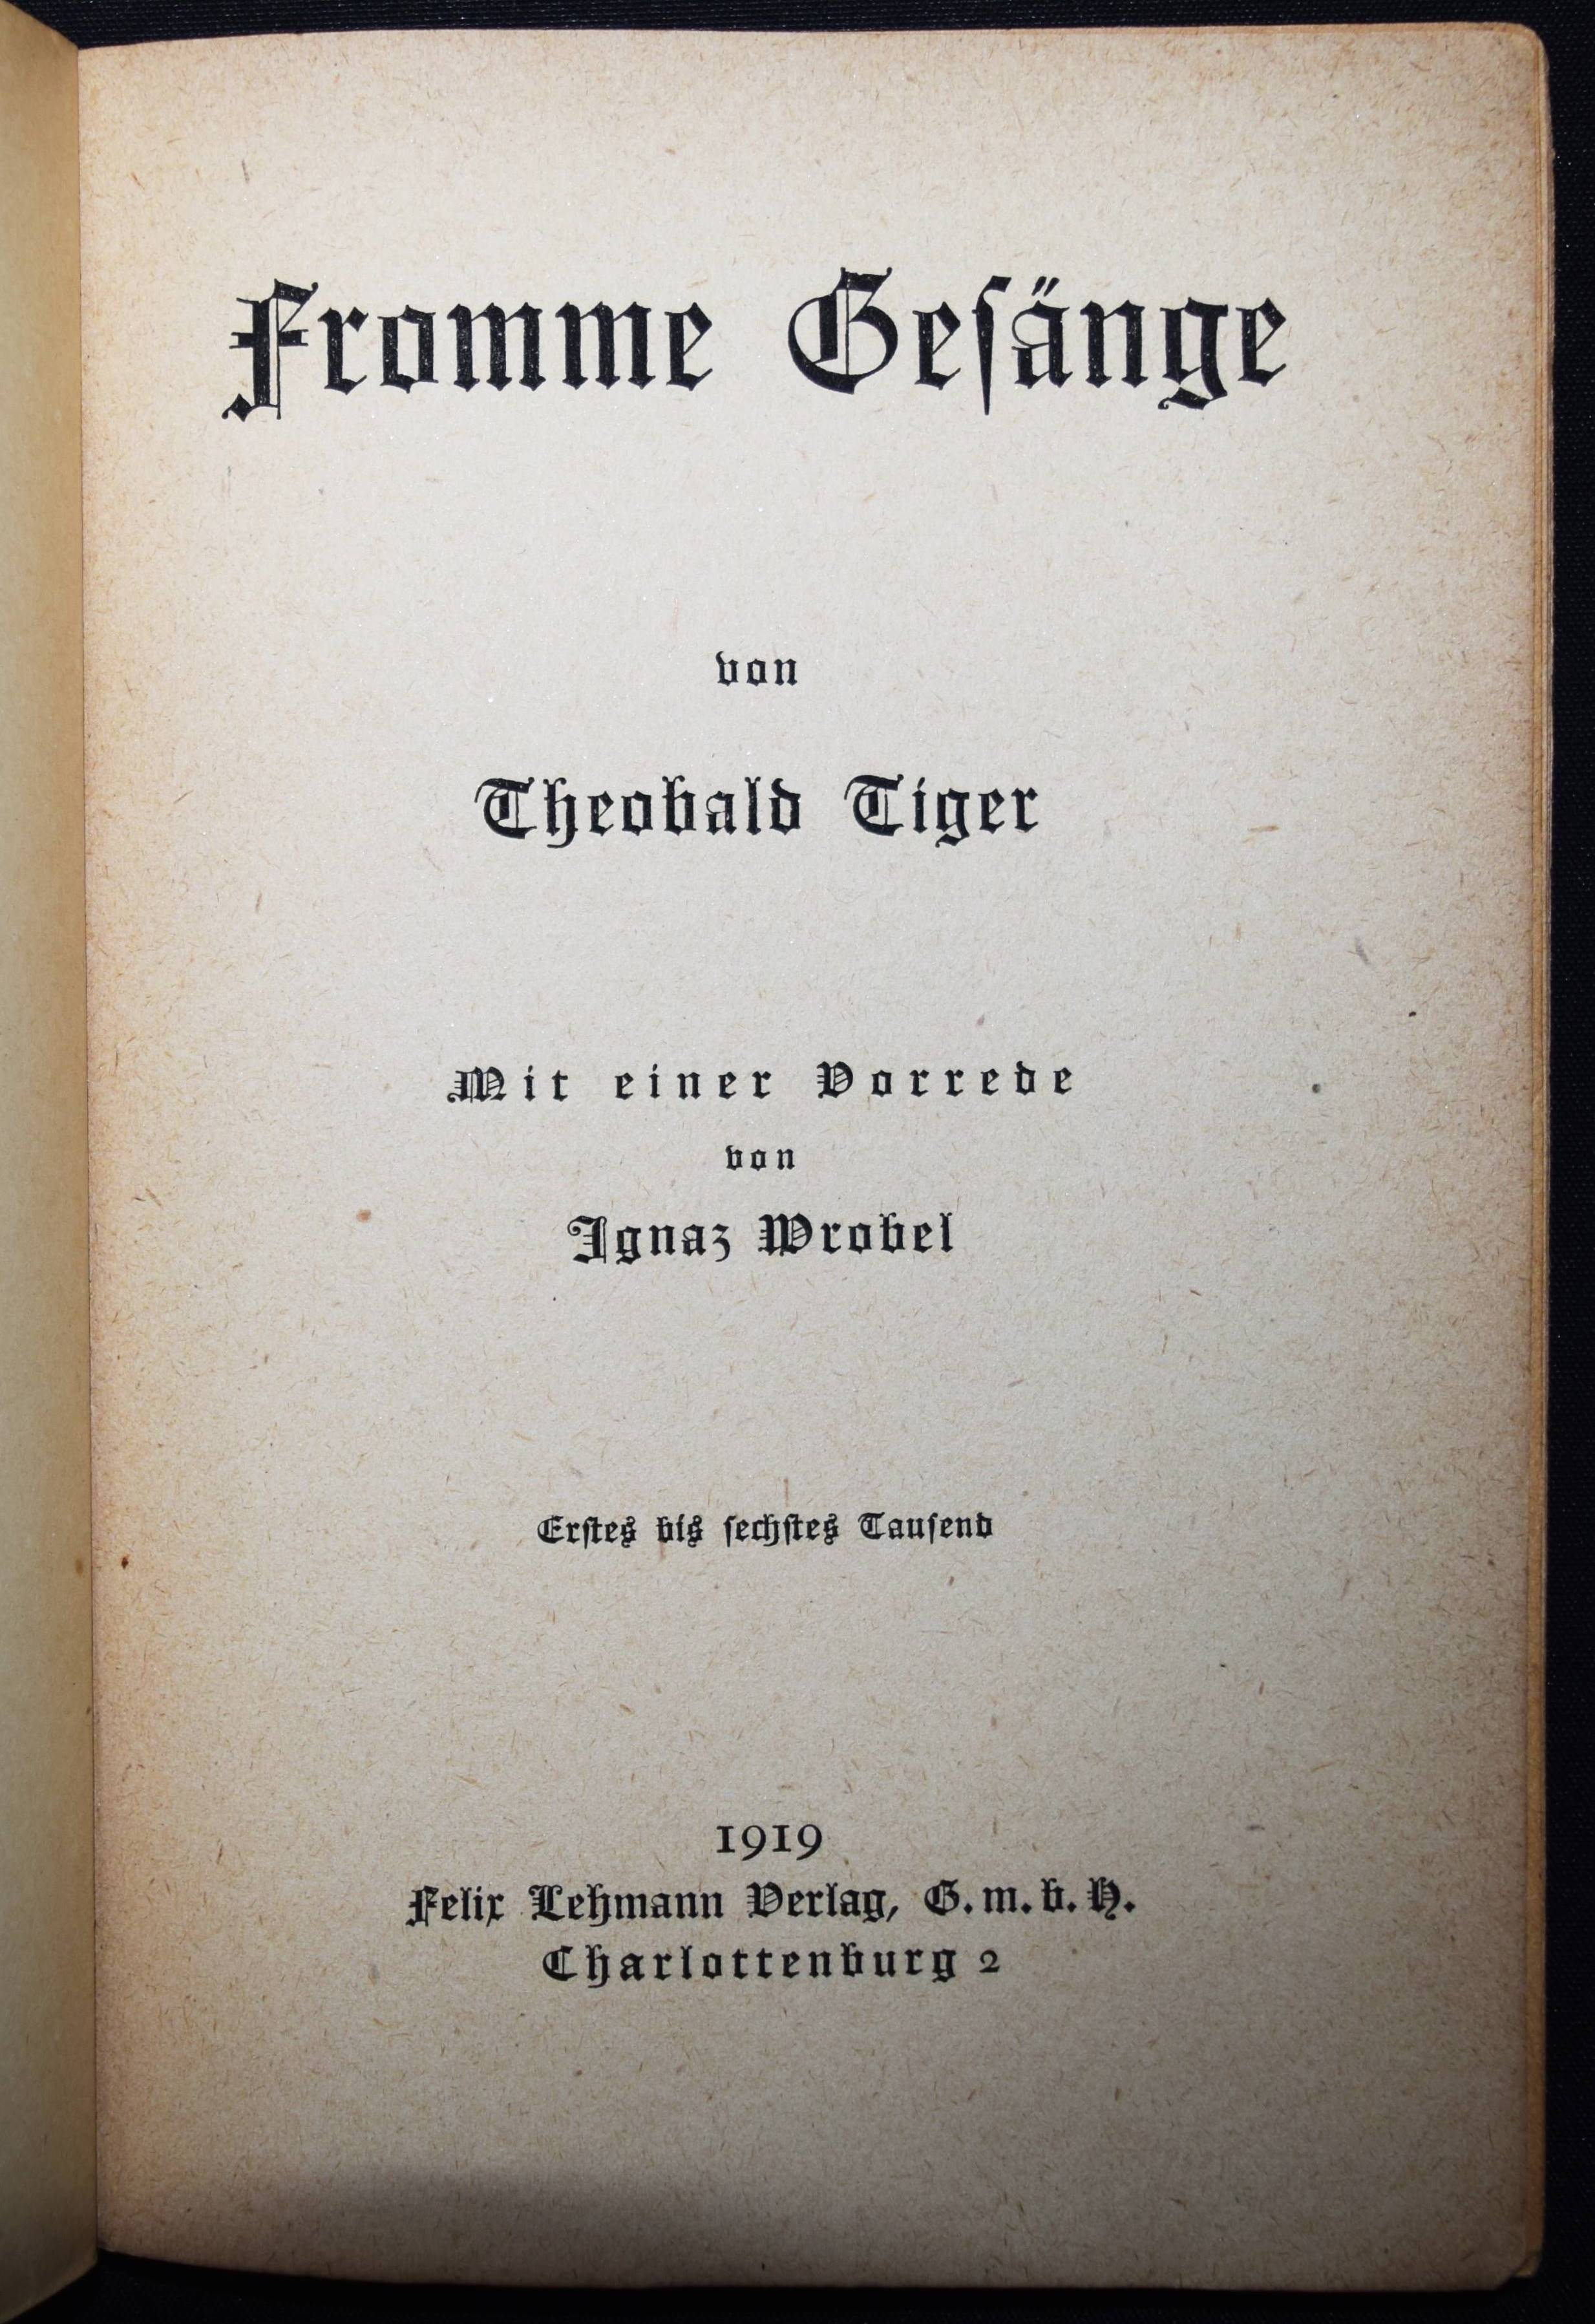 Fromme Geſänge
von
Theobald Tiger
Mit einer Vorrede
von
Ignaz Wrobel
Erſtes bis ſechſtes Tauſend
1919
Felix Lehmann Verlag, G. m. b. H.
Charlottenburg 2